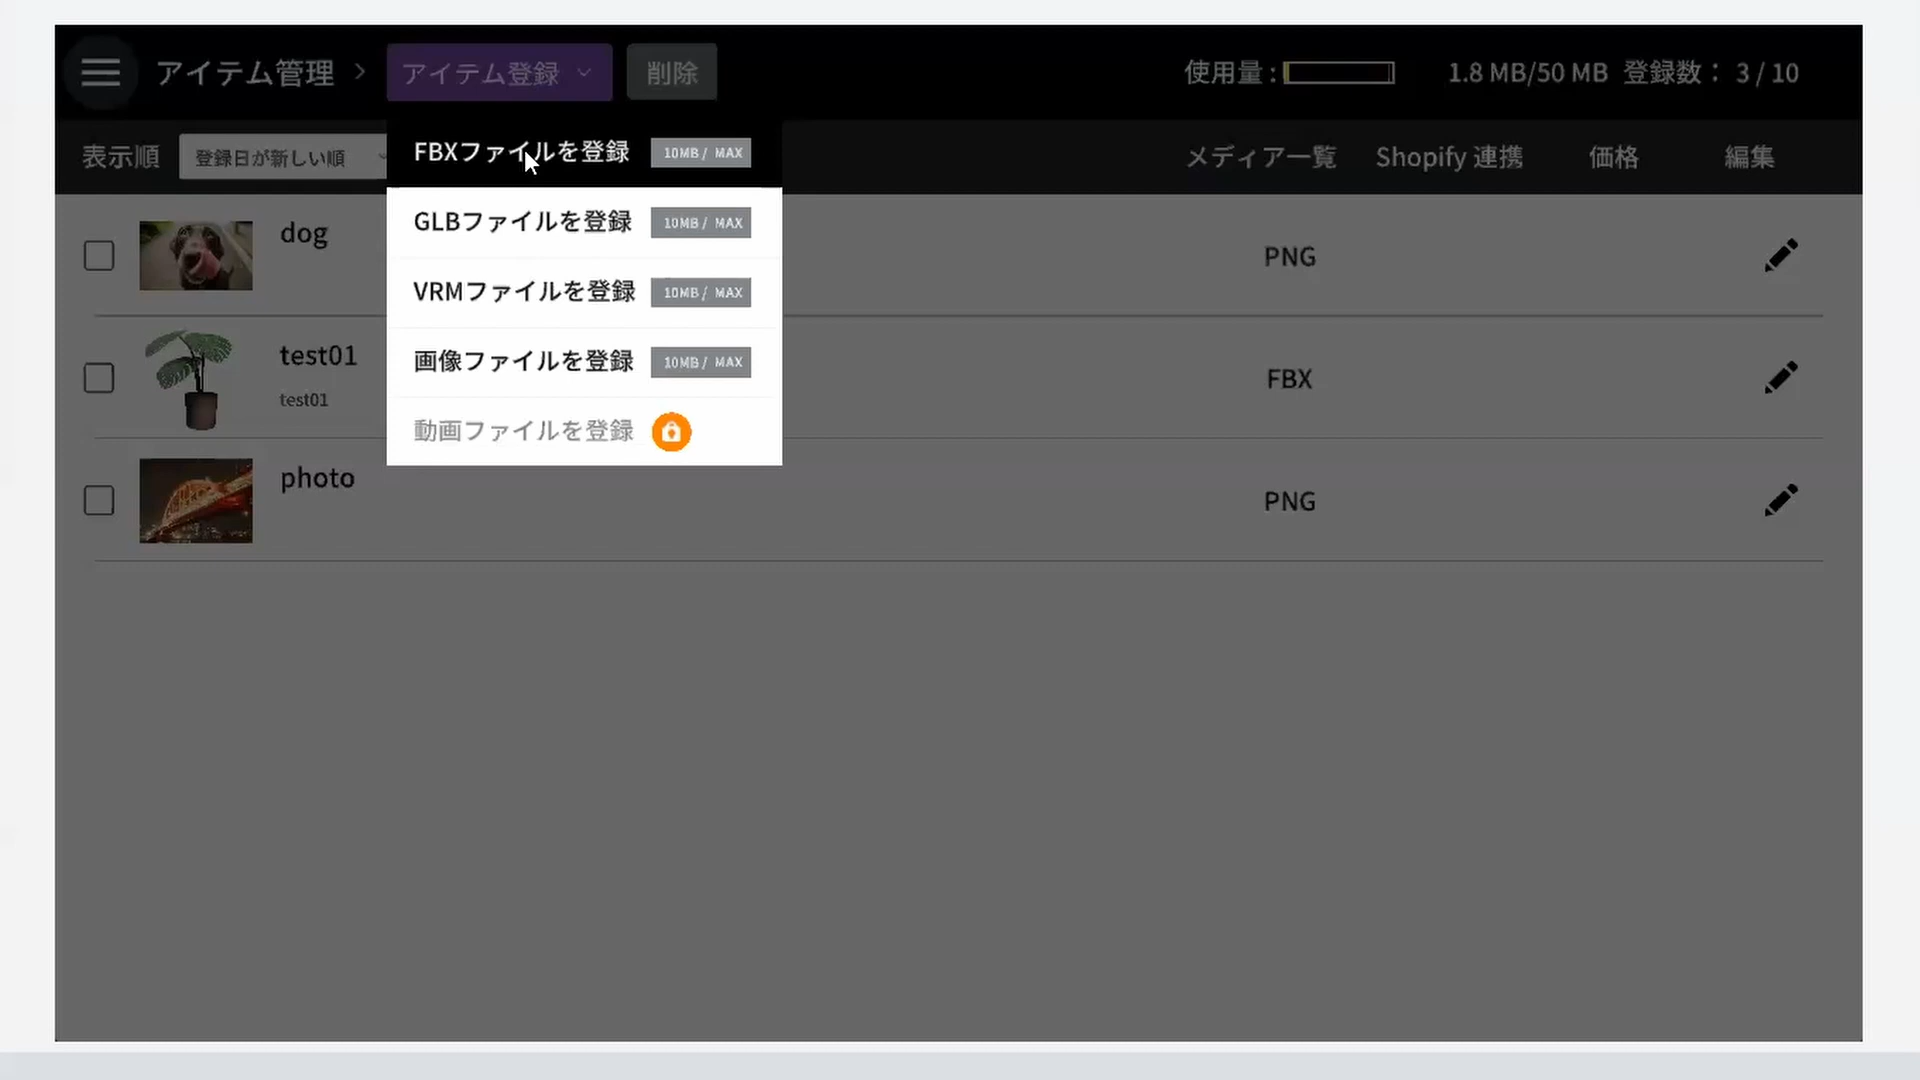 アイテム管理 > アイテム登録 削除 使用量 : 1.8 MB/50 MB 登録数： 3 / 10
表示順 登録日が新しい順 メディア一覧 Shopify 連携 価格 編集
FBXファイルを登録 10MB / MAX
GLBファイルを登録 10MB / MAX
VRMファイルを登録 10MB / MAX
画像ファイルを登録 10MB / MAX
動画ファイルを登録
dog PNG
test01 FBX
test01
photo PNG